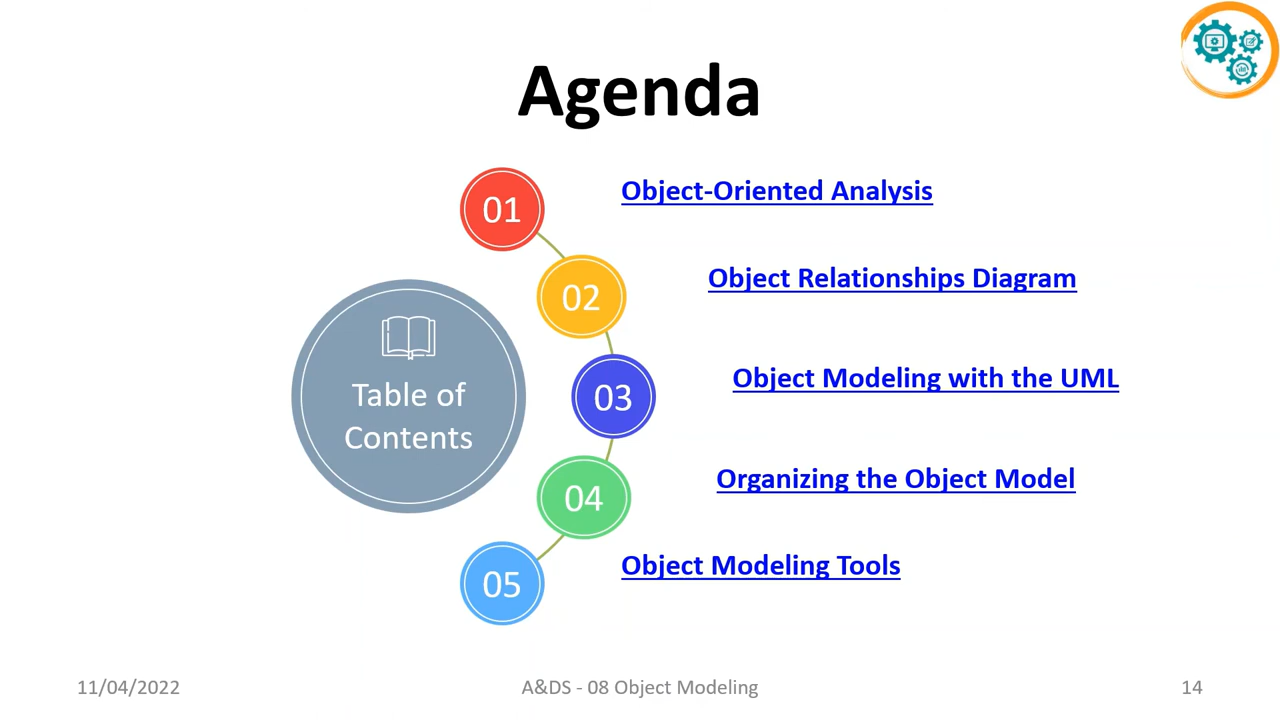 Agenda
01
Object-Oriented Analysis
02
Object Relationships Diagram
03
Object Modeling with the UML
Table of
Contents
04
Organizing the Object Model
05
Object Modeling Tools
11/04/2022
A&DS - 08 Object Modeling
14